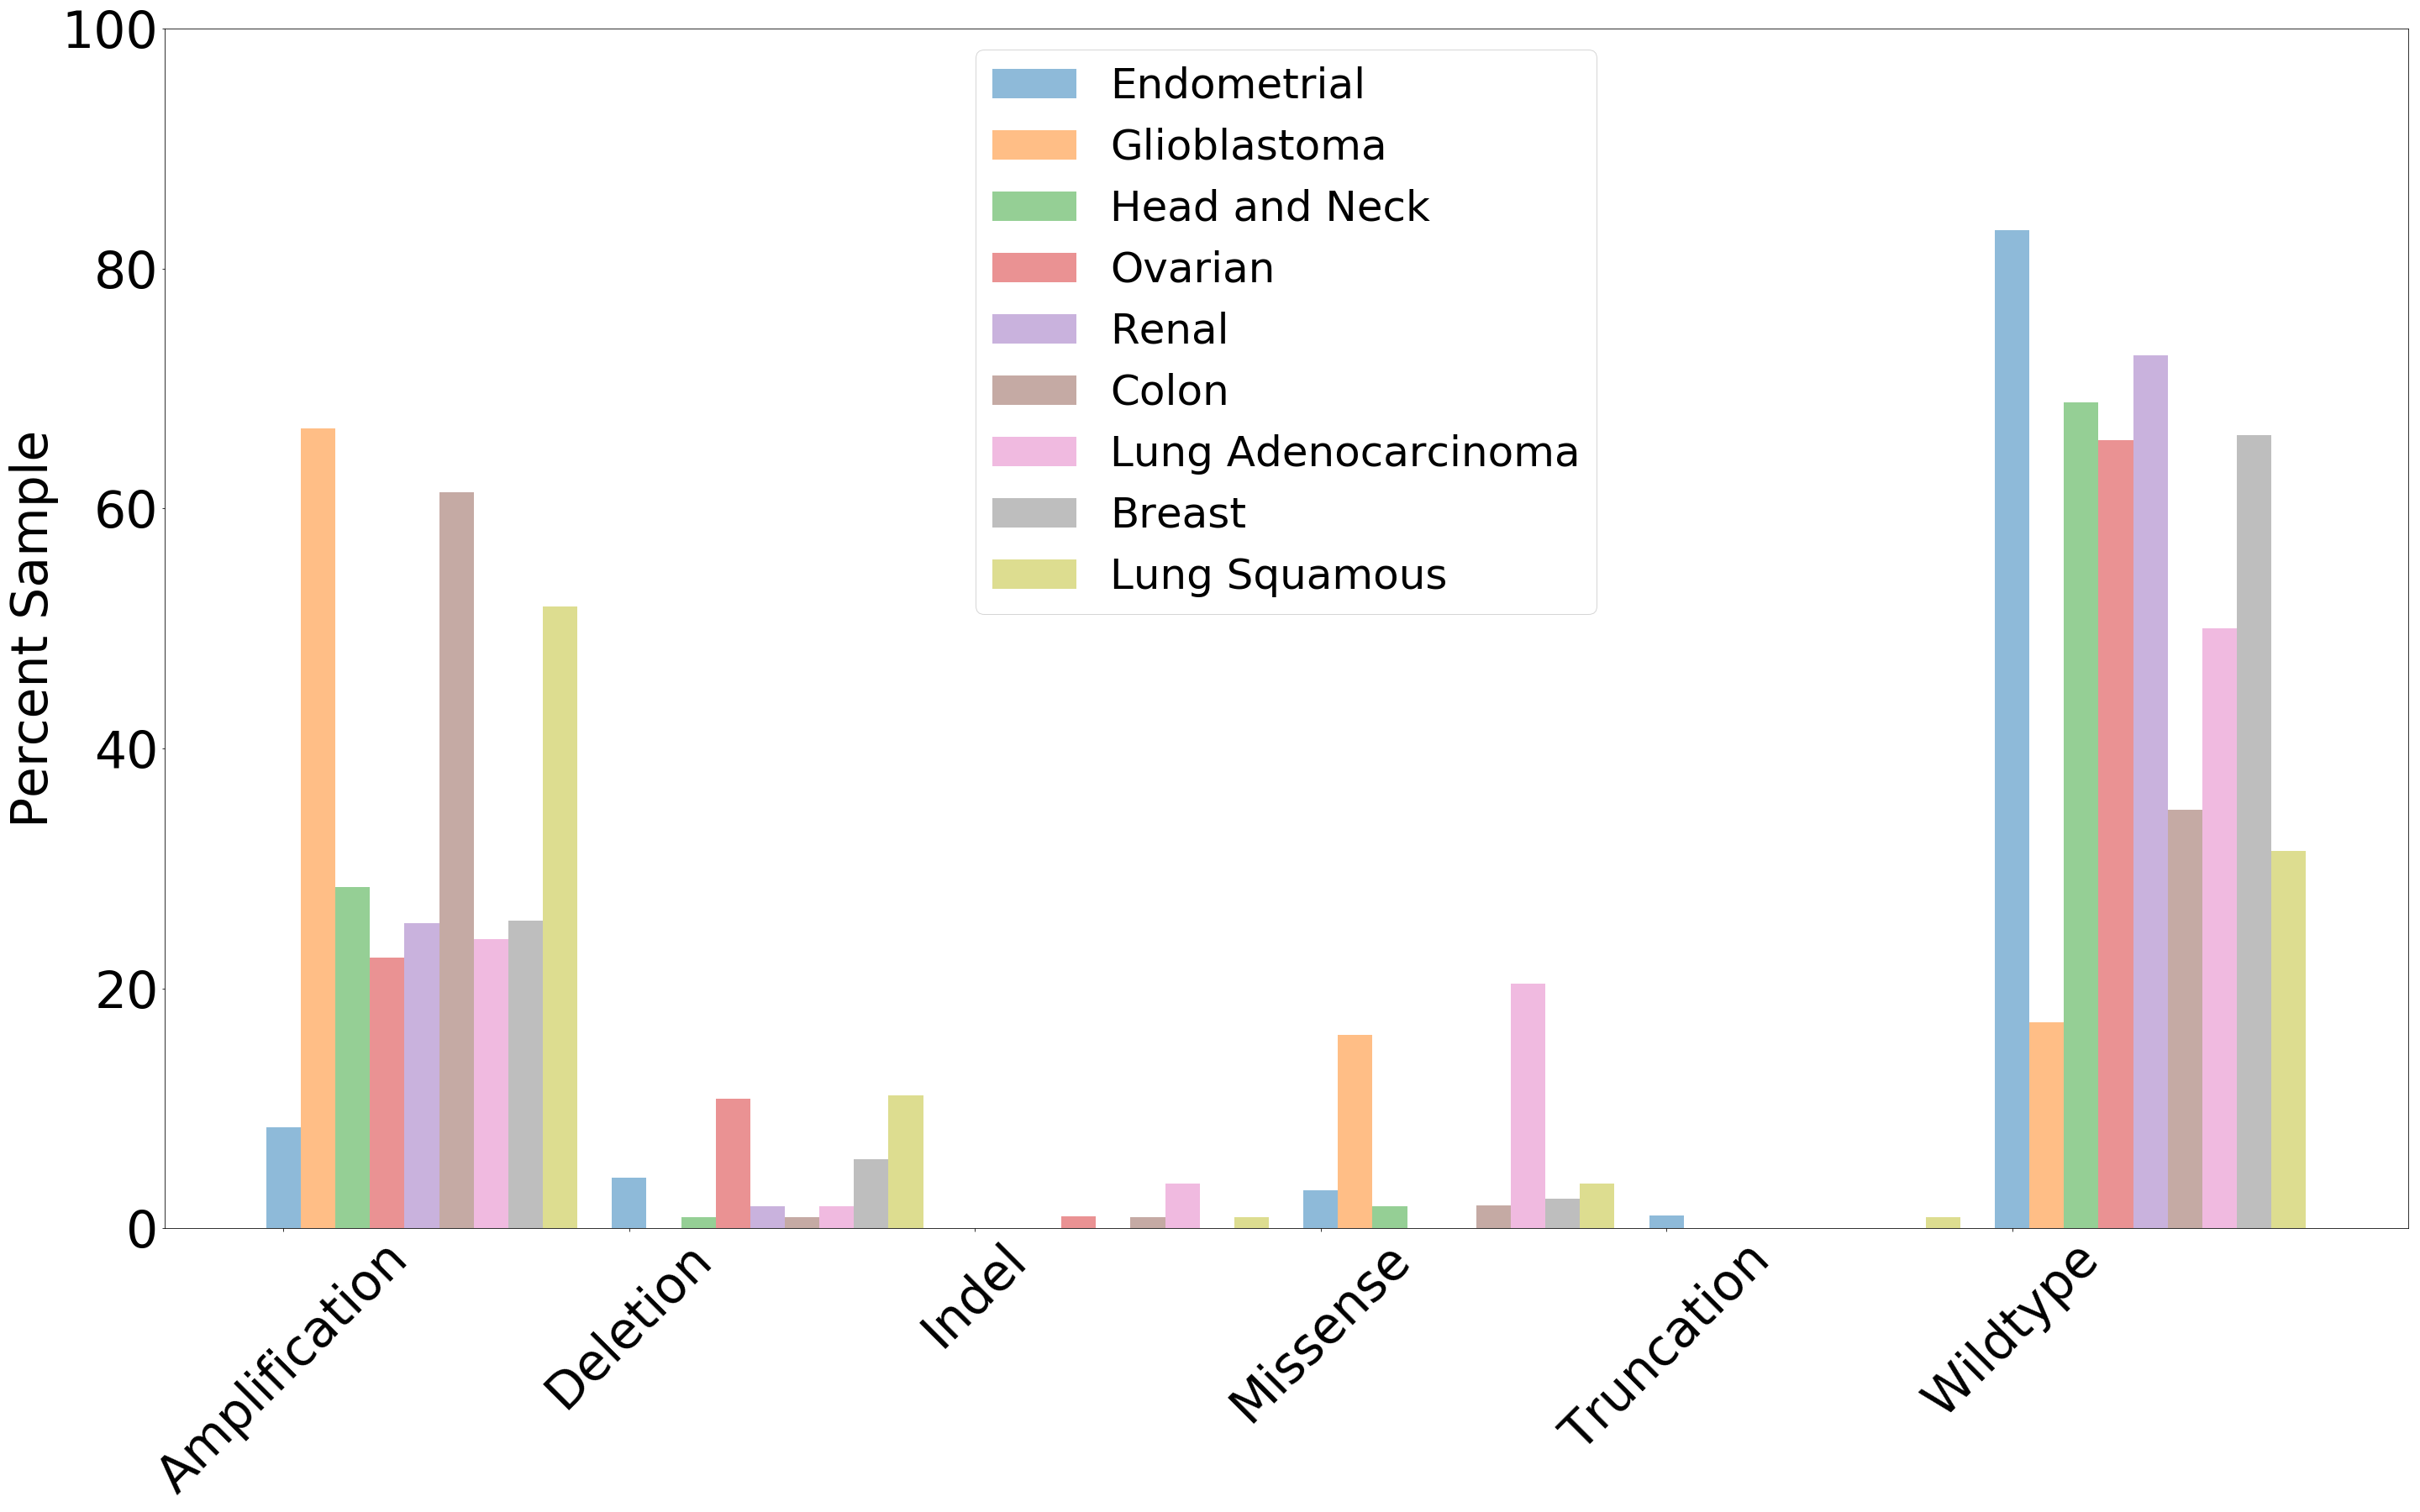 Percent Sample
100
80
60
40
20
0
Endometrial
Glioblastoma
Head and Neck
Ovarian
Renal
Colon
Lung Adenocarcinoma
Breast
Lung Squamous
Amplification
Deletion
Indel
Missense
Truncation
Wildtype